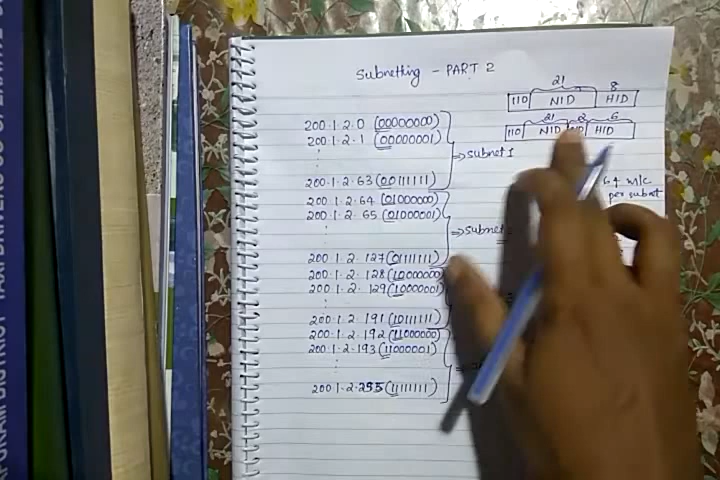 Subnetting - PART 2
21
110 NID 8 HID
21 2 6
110 NID HID
200.1.2.0 (00000000)
200.1.2.1 (00000001)
⇒ subnet 1
200.1.2.63 (00111111)
200.1.2.64 (01000000)
200.1.2.65 (01000001)
64 m/c
per subnet
⇒ subnet
200.1.2.127 (01111111)
200.1.2.128 (10000000)
200.1.2.129 (10000001)
200.1.2.191 (10111111)
200.1.2.192 (11000000)
200.1.2.193 (11000001)
200.1.2.255 (11111111)